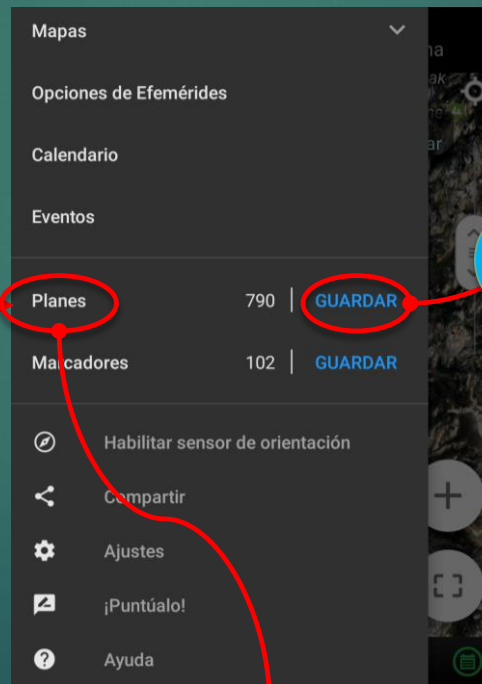 Mapas
Opciones de Efemérides
Calendario
Eventos
Planes 790 | GUARDAR
Marcadores 102 | GUARDAR
Habilitar sensor de orientación
Compartir
Ajustes
¡Puntúalo!
Ayuda